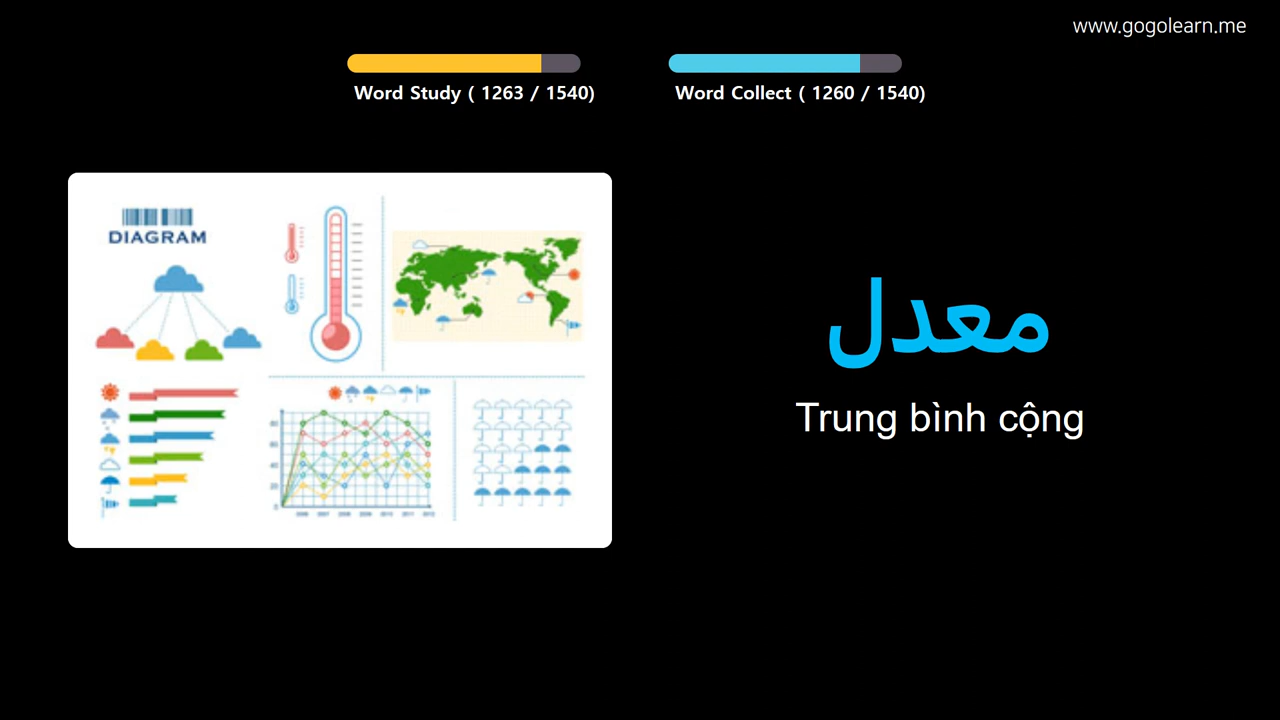 www.gogolearn.me
Word Study ( 1263 / 1540)
Word Collect ( 1260 / 1540)
DIAGRAM
معدل
Trung bình cộng